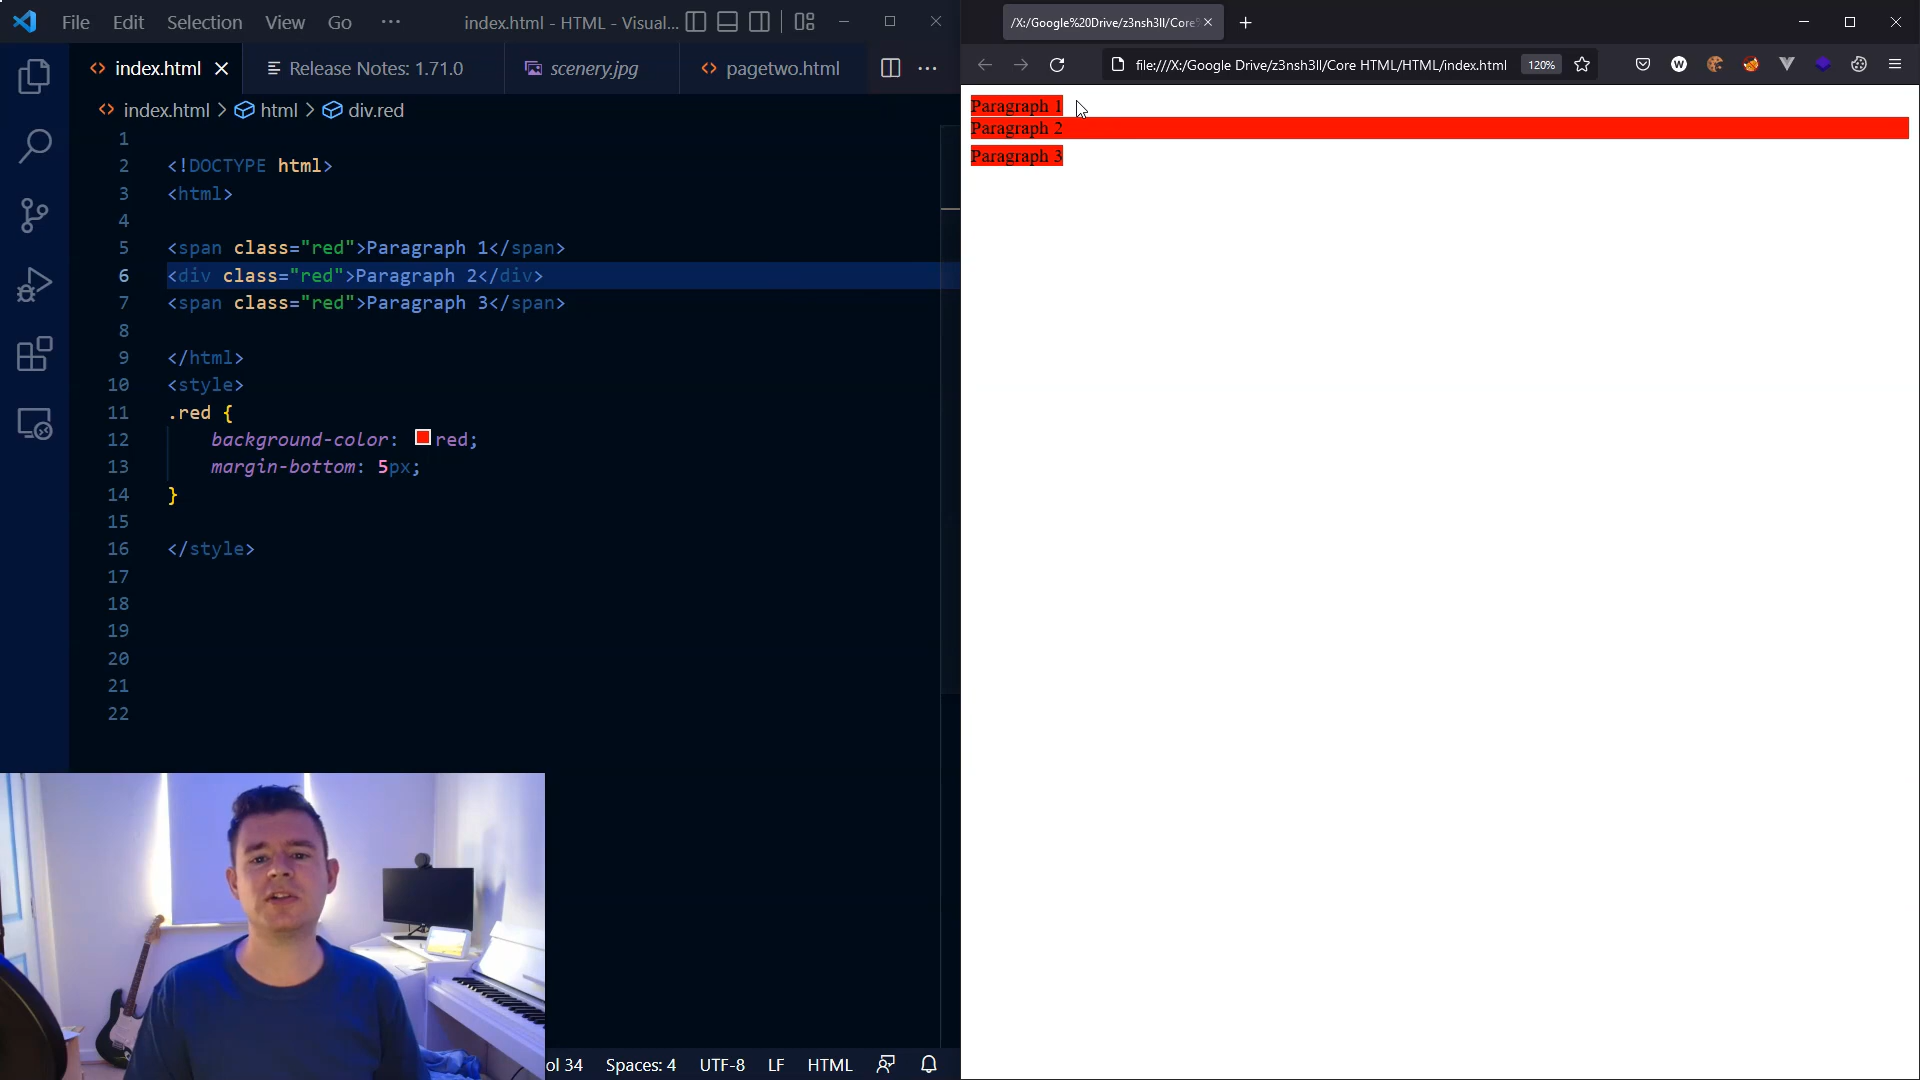 File Edit Selection View Go ··· index.html - HTML - Visual...
index.html Release Notes: 1.71.0 scenery.jpg pagetwo.html ···
index.html > html > div.red
1
2 <!DOCTYPE html>
3 <html>
4
5 <span class="red">Paragraph 1</span>
6 <div class="red">Paragraph 2</div>
7 <span class="red">Paragraph 3</span>
8
9 </html>
10 <style>
11 .red {
12 background-color: red;
13 margin-bottom: 5px;
14 }
15
16 </style>
17
18
19
20
21
22
ol 34 Spaces: 4 UTF-8 LF HTML
/X:/Google%20Drive/z3nsh3ll/Core%
file:///X:/Google Drive/z3nsh3ll/Core HTML/HTML/index.html 120%
Paragraph 1
Paragraph 2
Paragraph 3